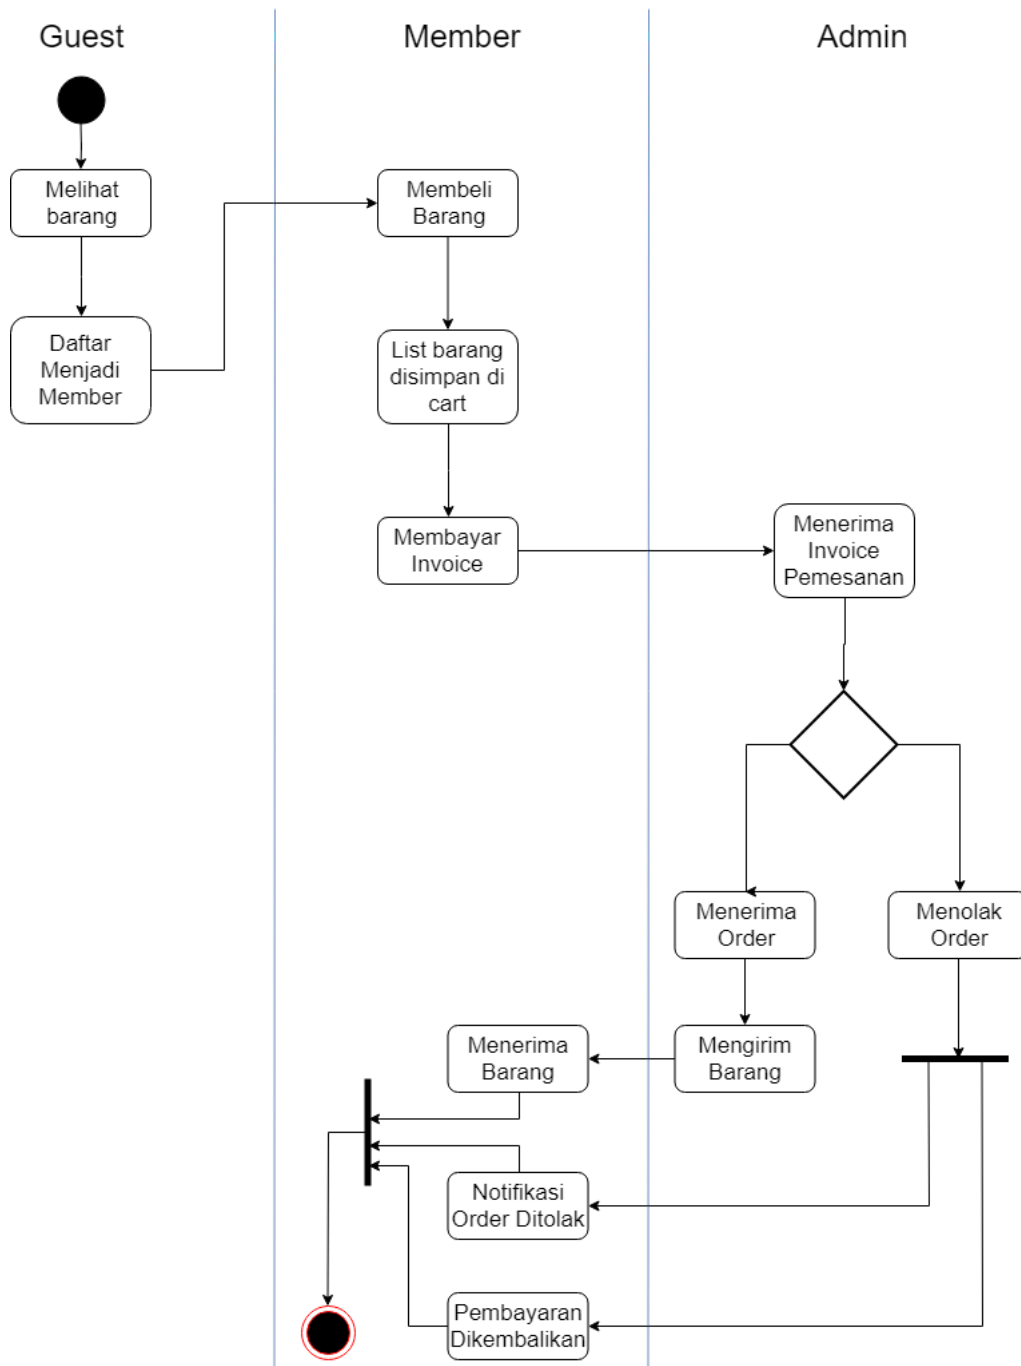 Guest
Member
Admin
Melihat
barang
Membeli
Barang
Daftar
Menjadi
Member
List barang
disimpan di
cart
Membayar
Invoice
Menerima
Invoice
Pemesanan
Menerima
Order
Menolak
Order
Menerima
Barang
Mengirim
Barang
Notifikasi
Order Ditolak
Pembayaran
Dikembalikan